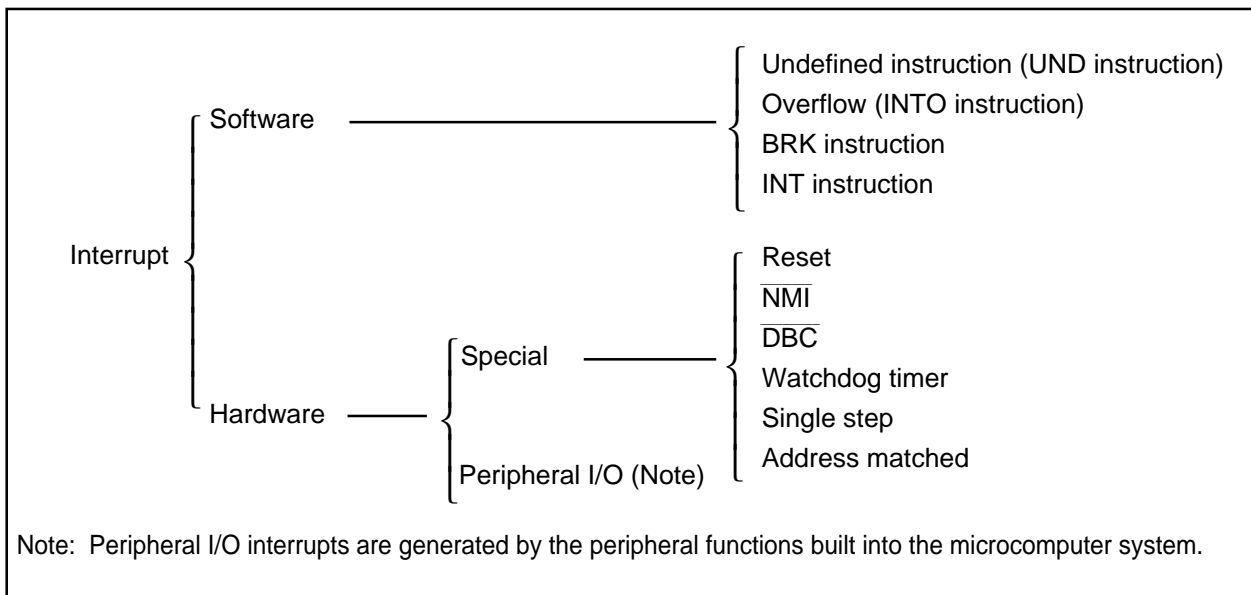 Interrupt
Software
Undefined instruction (UND instruction)
Overflow (INTO instruction)
BRK instruction
INT instruction
Hardware
Special
Reset
N̅M̅I̅
D̅B̅C̅
Watchdog timer
Single step
Address matched
Peripheral I/O (Note)
Note: Peripheral I/O interrupts are generated by the peripheral functions built into the microcomputer system.